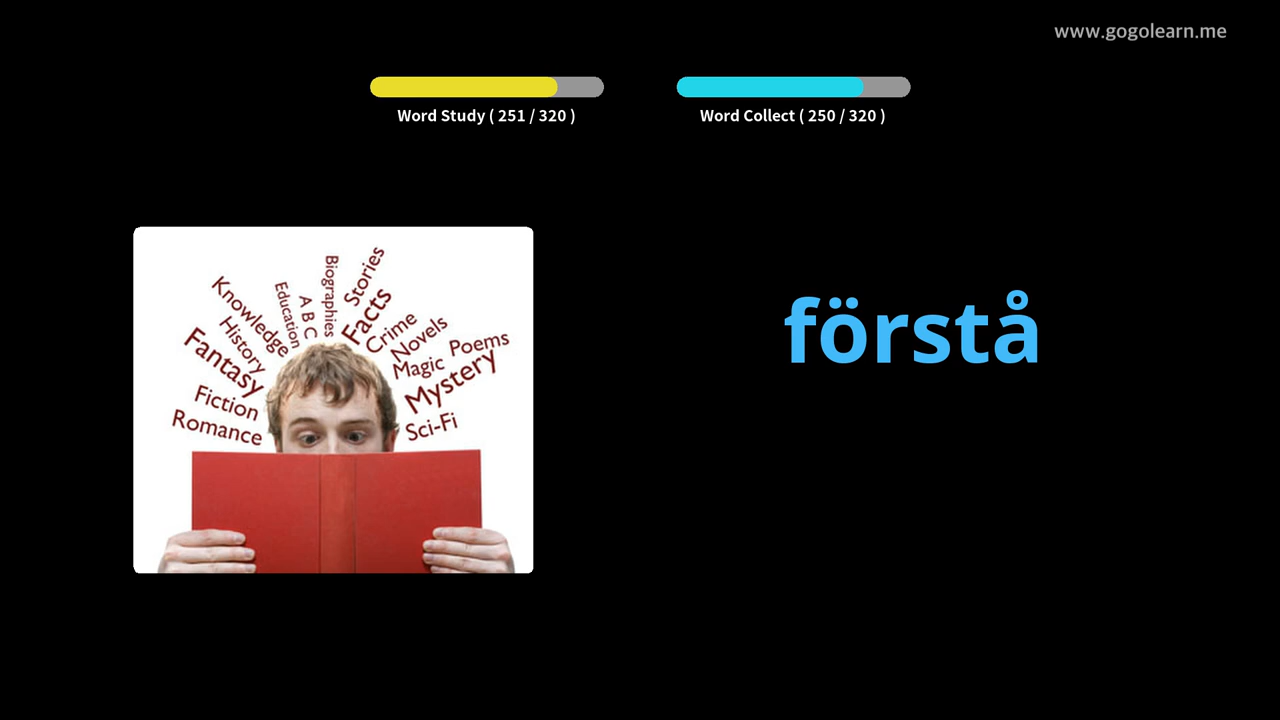 www.gogolearn.me
Word Study ( 251 / 320 )
Word Collect ( 250 / 320 )
förstå
Stories
Biographies
Education
A B C
Facts
Knowledge
History
Crime
Novels
Poems
Fantasy
Magic
Mystery
Fiction
Romance
Sci-Fi